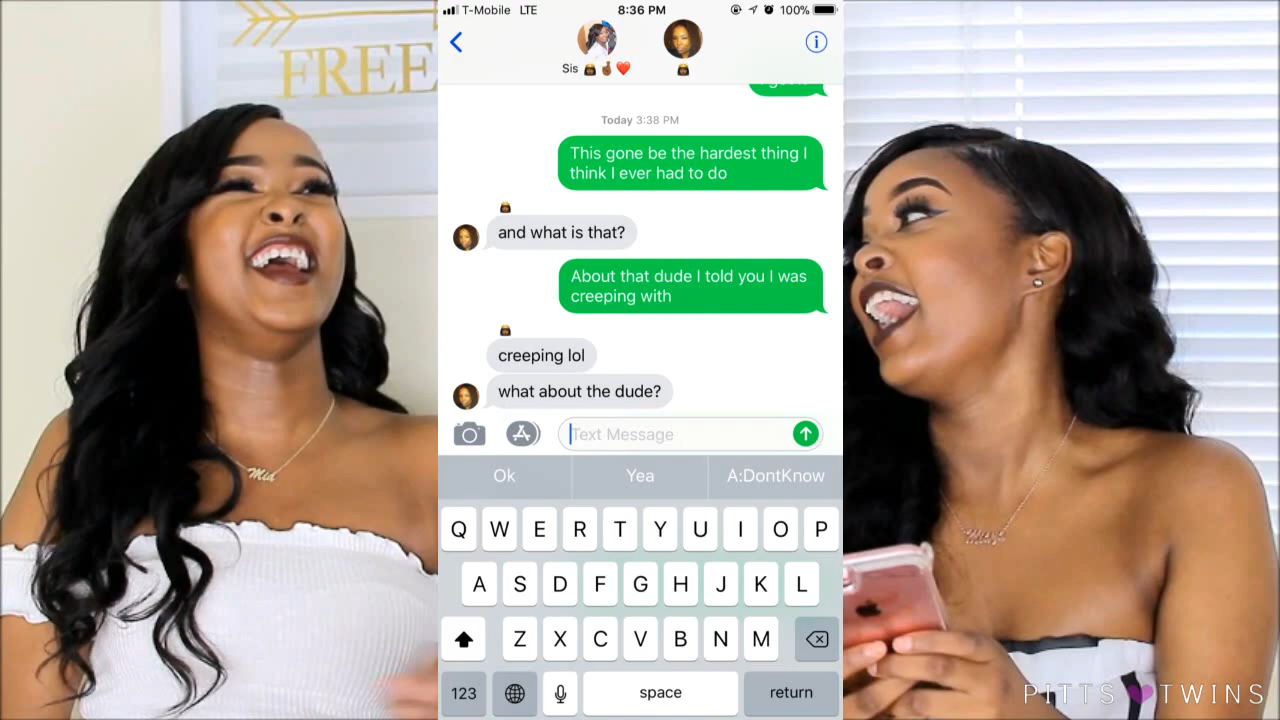 FREE
T-Mobile LTE 8:36 PM 100%
Sis
Today 3:38 PM
This gone be the hardest thing I
think I ever had to do
and what is that?
About that dude I told you I was
creeping with
creeping lol
what about the dude?
Text Message
Ok Yea A:DontKnow
Q W E R T Y U I O P
A S D F G H J K L
Z X C V B N M
123 space return
Mia
PITTS TWINS